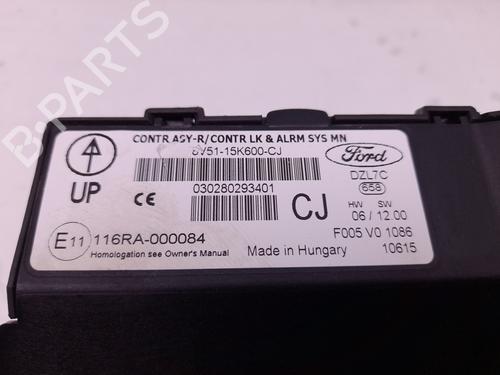 CONTR ASY-R/CONTR LK & ALRM SYS MN
8V51-15K600-CJ
Ford
DZL7C
658
UP
CE
030280293401
CJ
HW SW
06 / 12.00
E11 116RA-000084
F005 V0 1086
Homologation see Owner's Manual
Made in Hungary
10615
B-PARTS